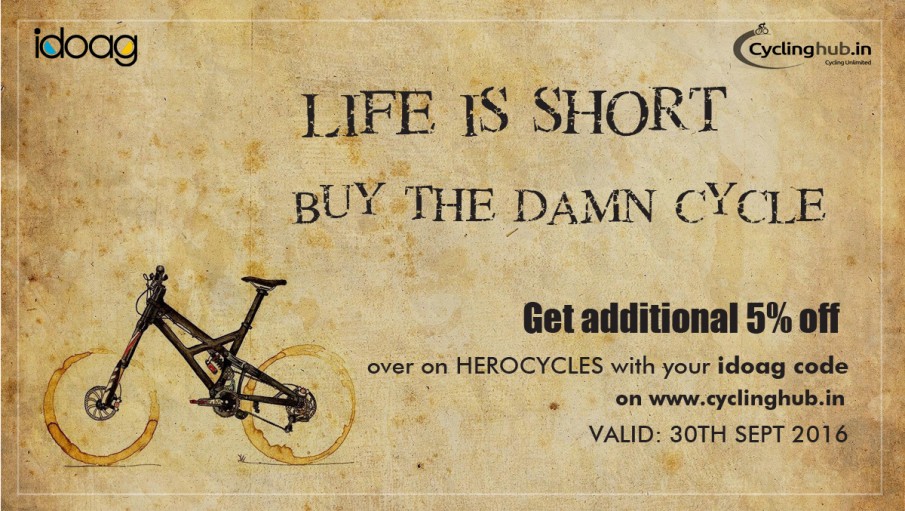 idoag
Cyclinghub.in
Cycling Unlimited
LIFE IS SHORT
BUY THE DAMN CYCLE
Get additional 5% off
over on HEROCYCLES with your idoag code
on www.cyclinghub.in
VALID: 30TH SEPT 2016